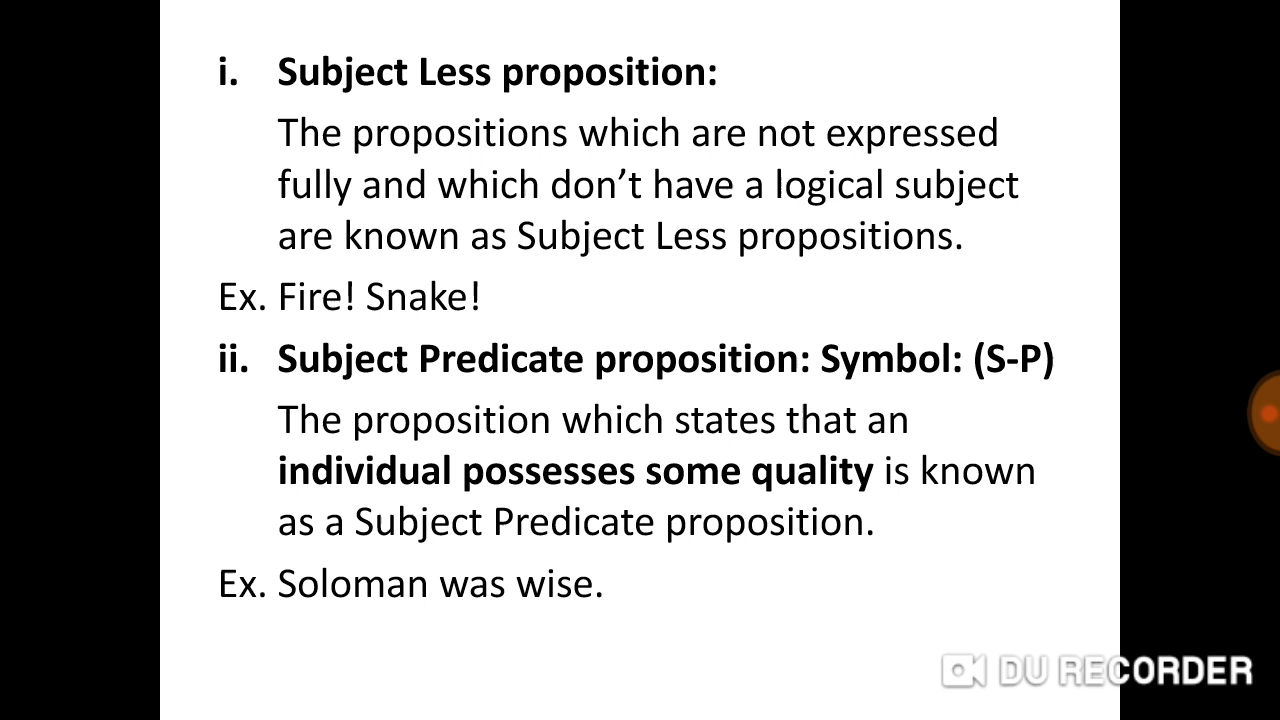 i. Subject Less proposition:
The propositions which are not expressed
fully and which don’t have a logical subject
are known as Subject Less propositions.
Ex. Fire! Snake!
ii. Subject Predicate proposition: Symbol: (S-P)
The proposition which states that an
individual possesses some quality is known
as a Subject Predicate proposition.
Ex. Soloman was wise.
DU RECORDER